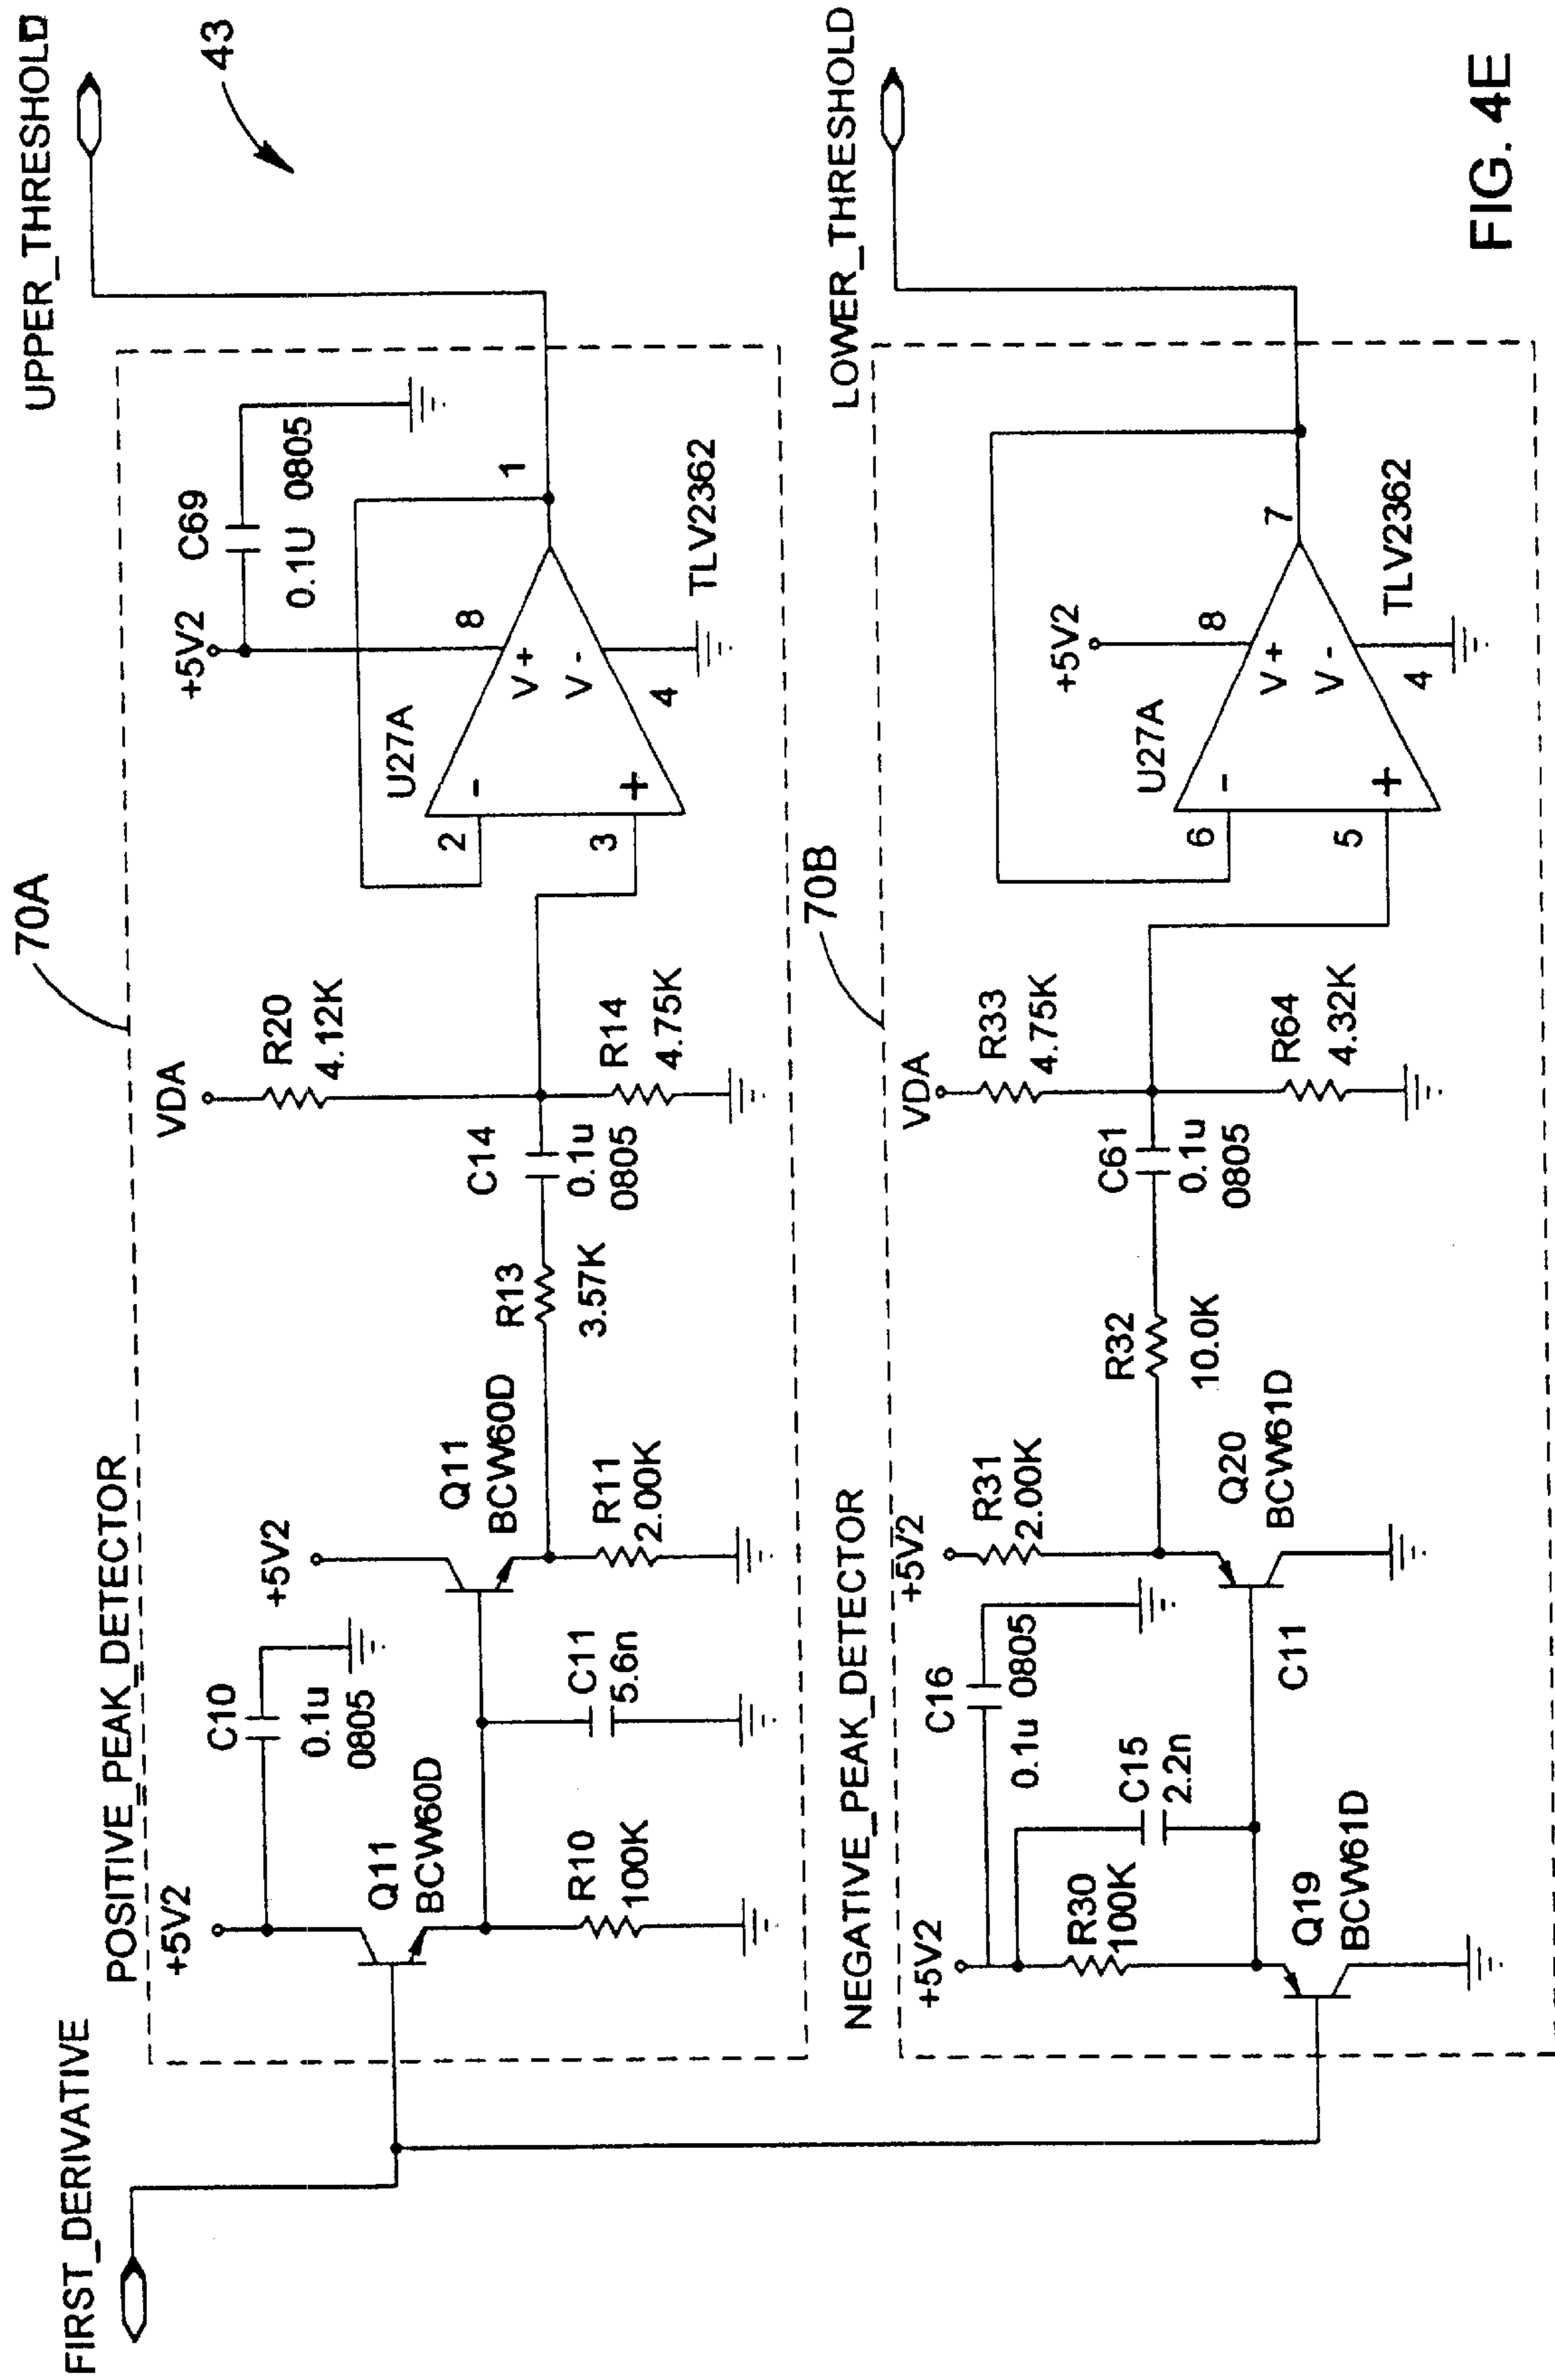 FIRST_DERIVATIVE
70A
UPPER_THRESHOLD
43
POSITIVE_PEAK_DETECTOR
+5V2
C10
0.1u
0805
Q11
BCW60D
R10
100K
C11
5.6n
+5V2
Q11
BCW60D
R11
2.00K
R13
3.57K
C14
0.1u
0805
VDA
R20
4.12K
R14
4.75K
+5V2
C69
0.1U 0805
U27A
2
-
3
+
V +
V -
8
4
1
TLV2362
70B
LOWER_THRESHOLD
NEGATIVE_PEAK_DETECTOR
+5V2
C16
0.1u 0805
R30
100K
C15
2.2n
Q19
BCW61D
C11
+5V2
R31
2.00K
Q20
BCW61D
R32
10.0K
C61
0.1u
0805
VDA
R33
4.75K
R64
4.32K
+5V2
U27A
6
-
5
+
V +
V -
8
4
7
TLV2362
FIG. 4E